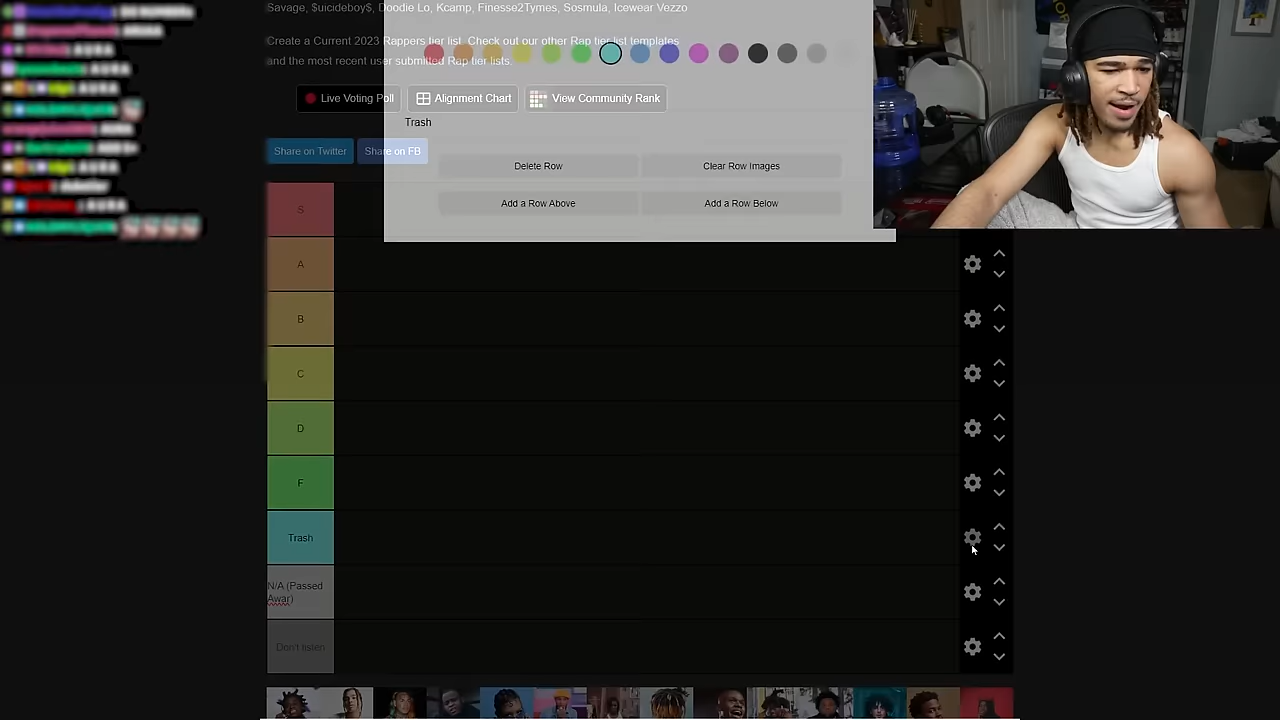 Savage, $uicideboy$, Doodie Lo, Kcamp, Finesse2Tymes, Sosmula, Icewear Vezzo
Create a Current 2023 Rappers tier list. Check out our other Rap tier list templates
and the most recent user submitted Rap tier lists.
Live Voting Poll
Alignment Chart
View Community Rank
Trash
Share on Twitter
Share on FB
Delete Row
Clear Row Images
Add a Row Above
Add a Row Below
S
A
B
C
D
F
Trash
N/A (Passed
Awar)
Don't listen